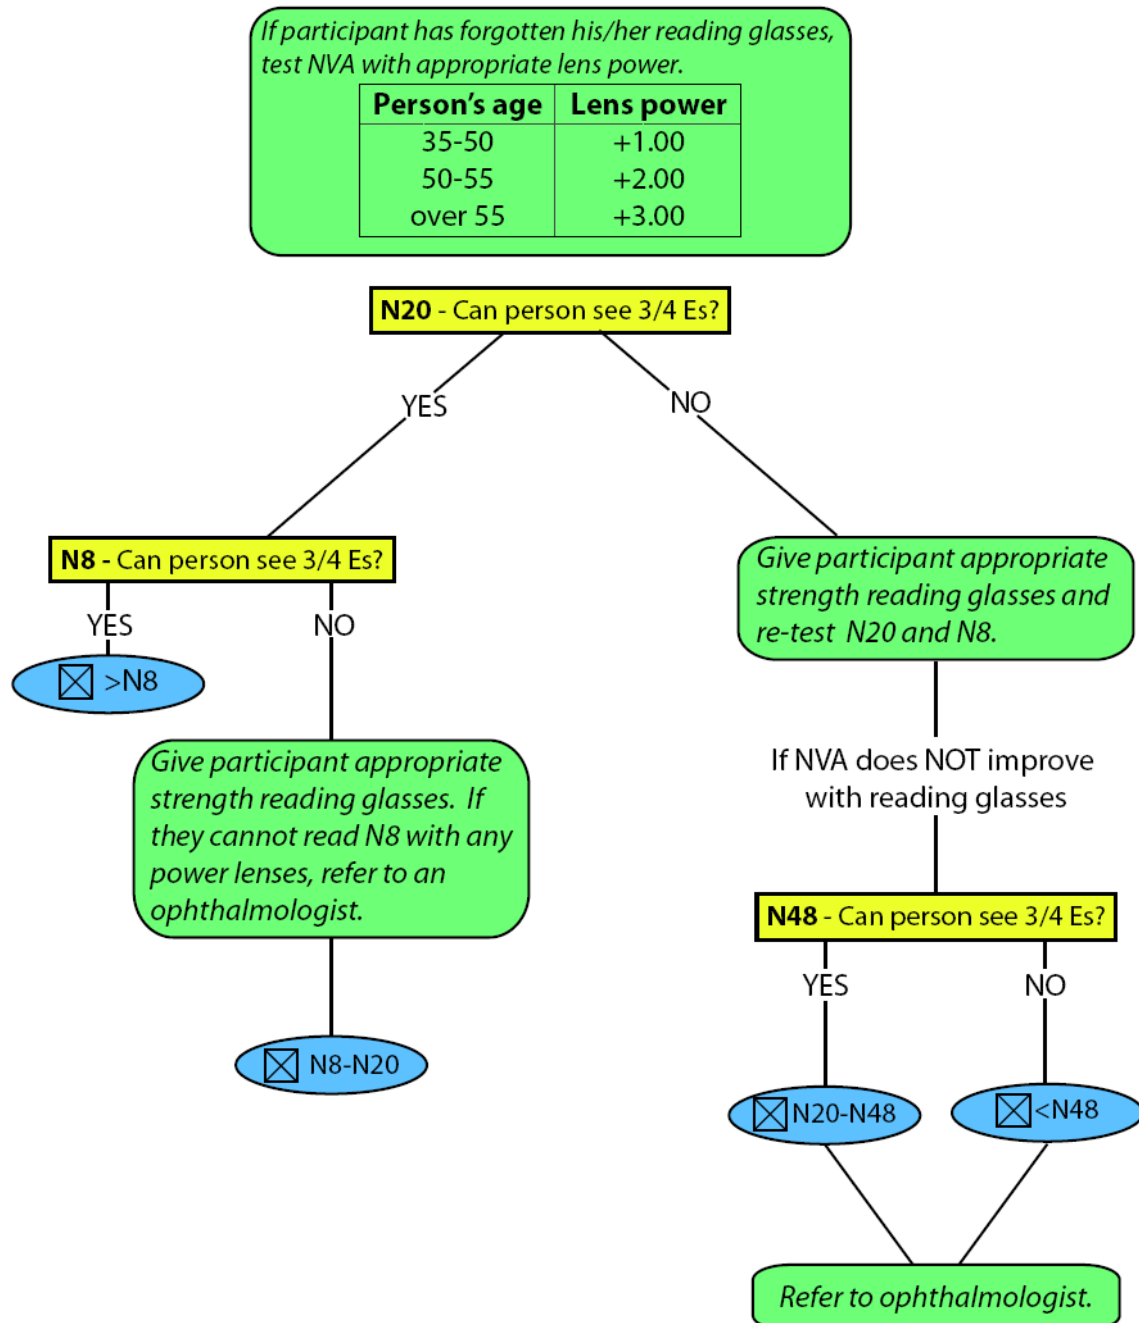 If participant has forgotten his/her reading glasses,
test NVA with appropriate lens power.
Person's age Lens power
35-50 +1.00
50-55 +2.00
over 55 +3.00
N20 - Can person see 3/4 Es?
YES NO
N8 - Can person see 3/4 Es?
YES NO
>N8
Give participant appropriate
strength reading glasses. If
they cannot read N8 with any
power lenses, refer to an
ophthalmologist.
N8-N20
Give participant appropriate
strength reading glasses and
re-test N20 and N8.
If NVA does NOT improve
with reading glasses
N48 - Can person see 3/4 Es?
YES NO
N20-N48 <N48
Refer to ophthalmologist.